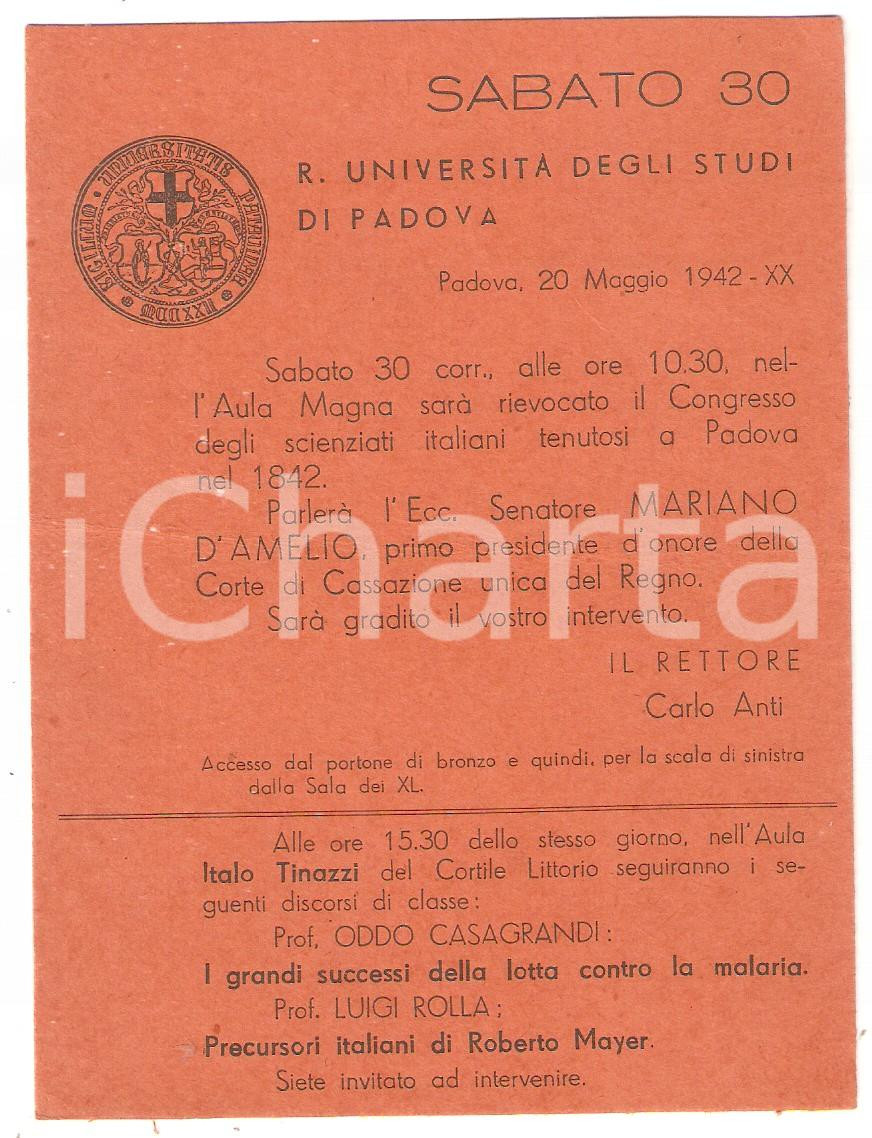 SABATO 30
SIGILLUM · UNIVERSITATIS PATAVINAE
MDXXII
R. UNIVERSITÀ DEGLI STUDI
DI PADOVA
Padova, 20 Maggio 1942 - XX
Sabato 30 corr., alle ore 10.30, nel-
l'Aula Magna sarà rievocato il Congresso
degli scienziati italiani tenutosi a Padova
nel 1842.
Parlerà l'Ecc. Senatore MARIANO
D'AMELIO, primo presidente d'onore della
Corte di Cassazione unica del Regno.
Sarà gradito il vostro intervento.
IL RETTORE
Carlo Anti
Accesso dal portone di bronzo e quindi, per la scala di sinistra
dalla Sala dei XL.
Alle ore 15.30 dello stesso giorno, nell'Aula
Italo Tinazzi del Cortile Littorio seguiranno i se-
guenti discorsi di classe:
Prof. ODDO CASAGRANDI:
I grandi successi della lotta contro la malaria.
Prof. LUIGI ROLLA;
Precursori italiani di Roberto Mayer.
Siete invitato ad intervenire.
iCharta